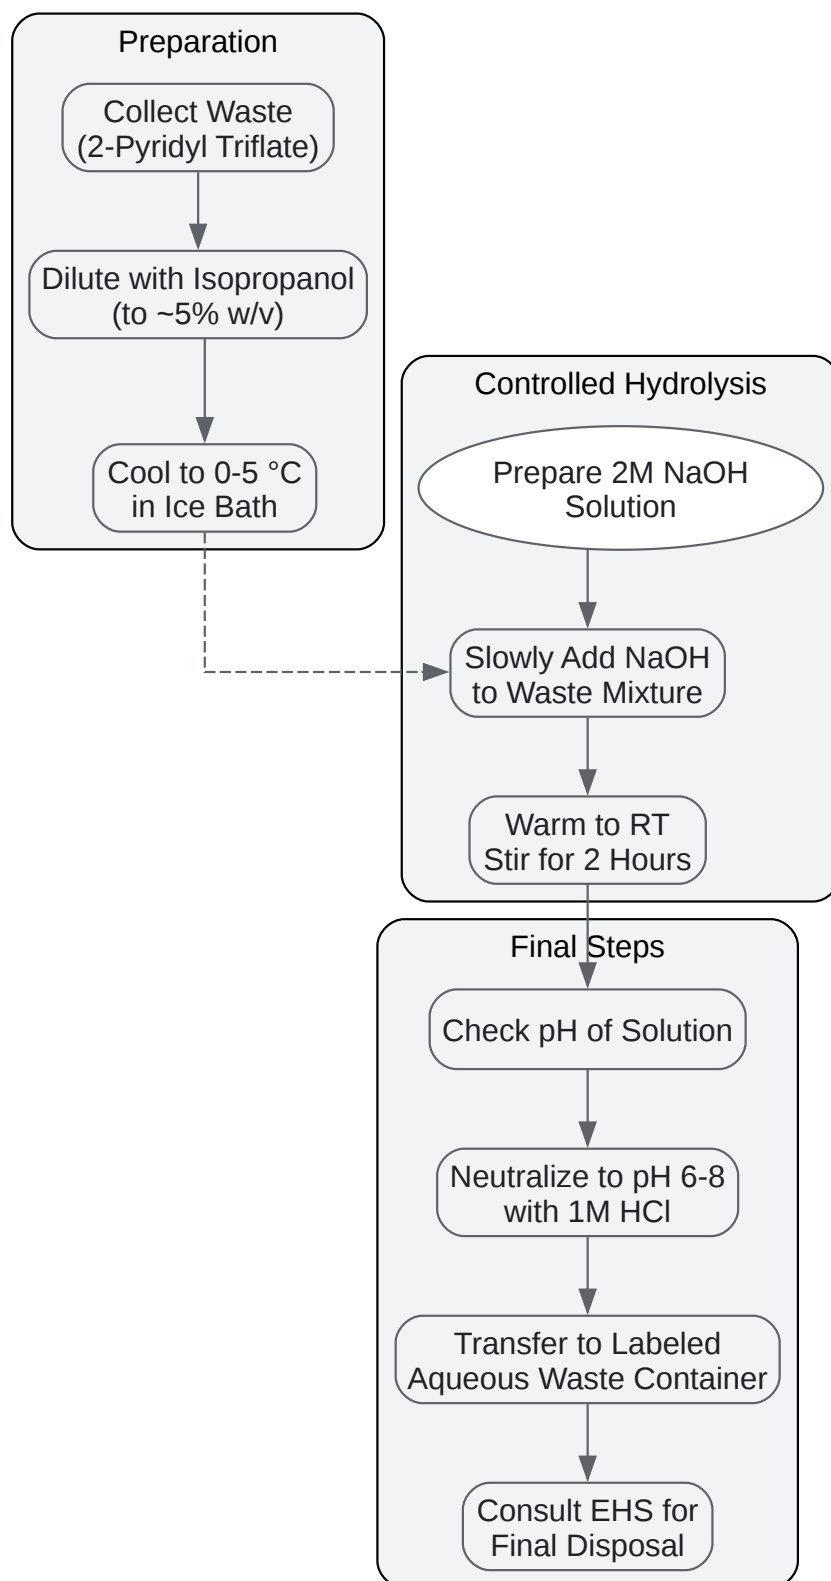 Preparation
Collect Waste
(2-Pyridyl Triflate)
Dilute with Isopropanol
(to ~5% w/v)
Cool to 0-5 °C
in Ice Bath
Controlled Hydrolysis
Prepare 2M NaOH
Solution
Slowly Add NaOH
to Waste Mixture
Warm to RT
Stir for 2 Hours
Final Steps
Check pH of Solution
Neutralize to pH 6-8
with 1M HCl
Transfer to Labeled
Aqueous Waste Container
Consult EHS for
Final Disposal